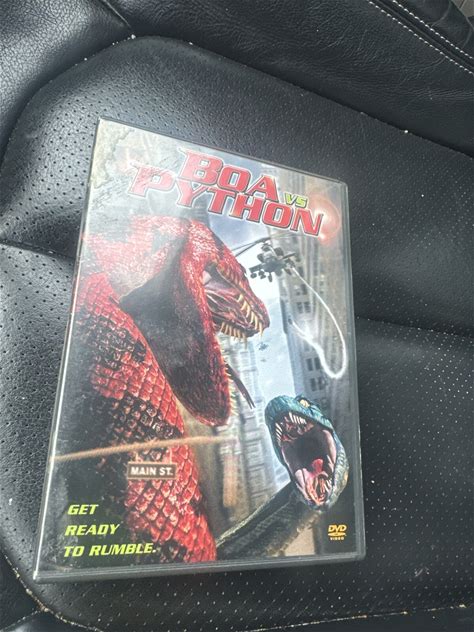 BOA VS
PYTHON
MAIN ST.
GET
READY
TO RUMBLE.
DVD
VIDEO